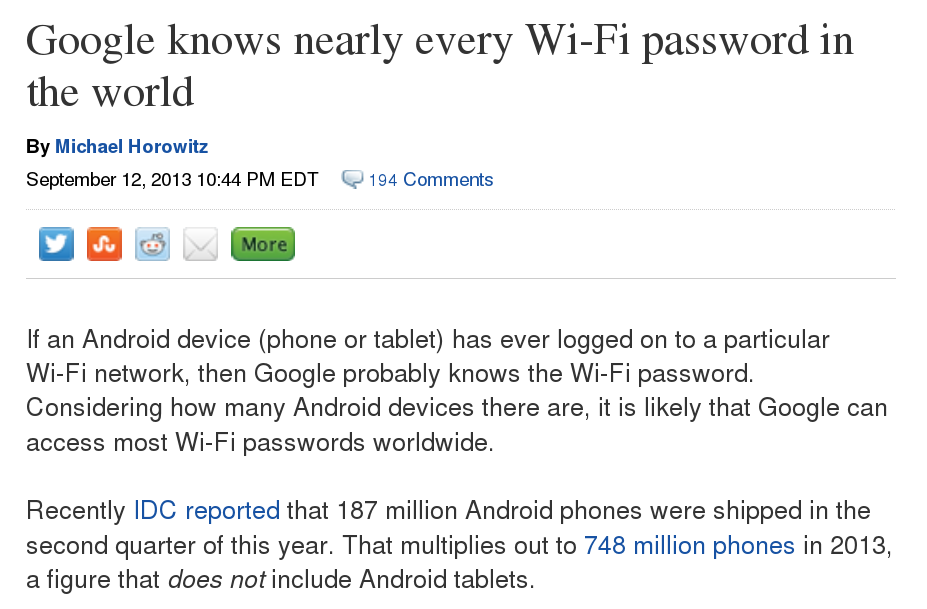 Google knows nearly every Wi-Fi password in
the world
By Michael Horowitz
September 12, 2013 10:44 PM EDT 194 Comments
More
If an Android device (phone or tablet) has ever logged on to a particular
Wi-Fi network, then Google probably knows the Wi-Fi password.
Considering how many Android devices there are, it is likely that Google can
access most Wi-Fi passwords worldwide.
Recently IDC reported that 187 million Android phones were shipped in the
second quarter of this year. That multiplies out to 748 million phones in 2013,
a figure that does not include Android tablets.